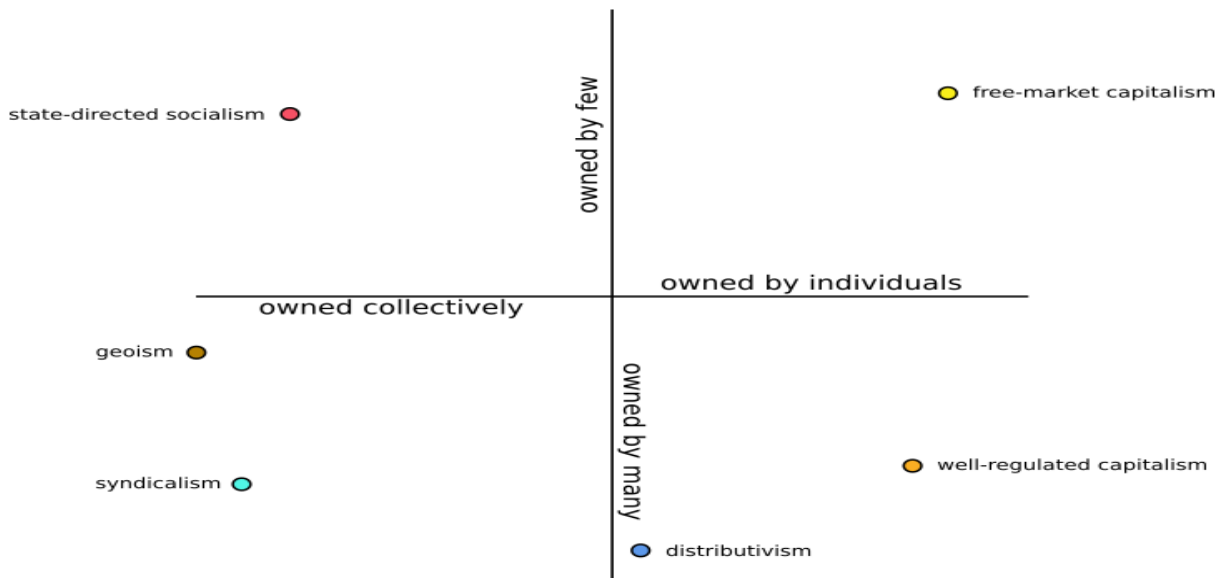 free-market capitalism
state-directed socialism
owned by few
owned by individuals
owned collectively
geoism
owned by many
well-regulated capitalism
syndicalism
distributivism